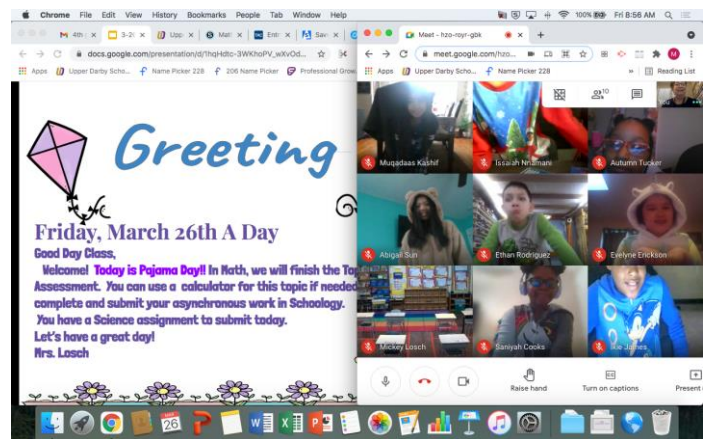 Chrome File Edit View History Bookmarks People Tab Window Help
100% Fri 8:56 AM
docs.google.com/presentation/d/1hqHdtc-3WKhoPV_wXvOd...
Apps Upper Darby Scho... Name Picker 228 206 Name Picker Professional Grow
Greeting
Friday, March 26th A Day
Good Day Class,
Welcome! Today is Pajama Day!! In Math, we will finish the Top
Assessment. You can use a calculator for this topic if needed
complete and submit your asynchronous work in Schoology.
You have a Science assignment to submit today.
Let's have a great day!
Mrs. Losch
Meet - hzo-royr-gbk
meet.google.com/hzo...
Apps Upper Darby Scho... Name Picker 228 » Reading List
10
Muqadaas Kashif
Issaiah Nnamani
Autumn Tucker
Abigail Sun
Ethan Rodriguez
Evelyne Erickson
Mickey Losch
Saniyah Cooks
James
Raise hand
Turn on captions
Present
MAR
26